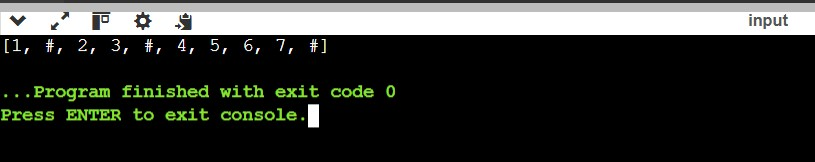 input
[1, #, 2, 3, #, 4, 5, 6, 7, #]
...Program finished with exit code 0
Press ENTER to exit console.